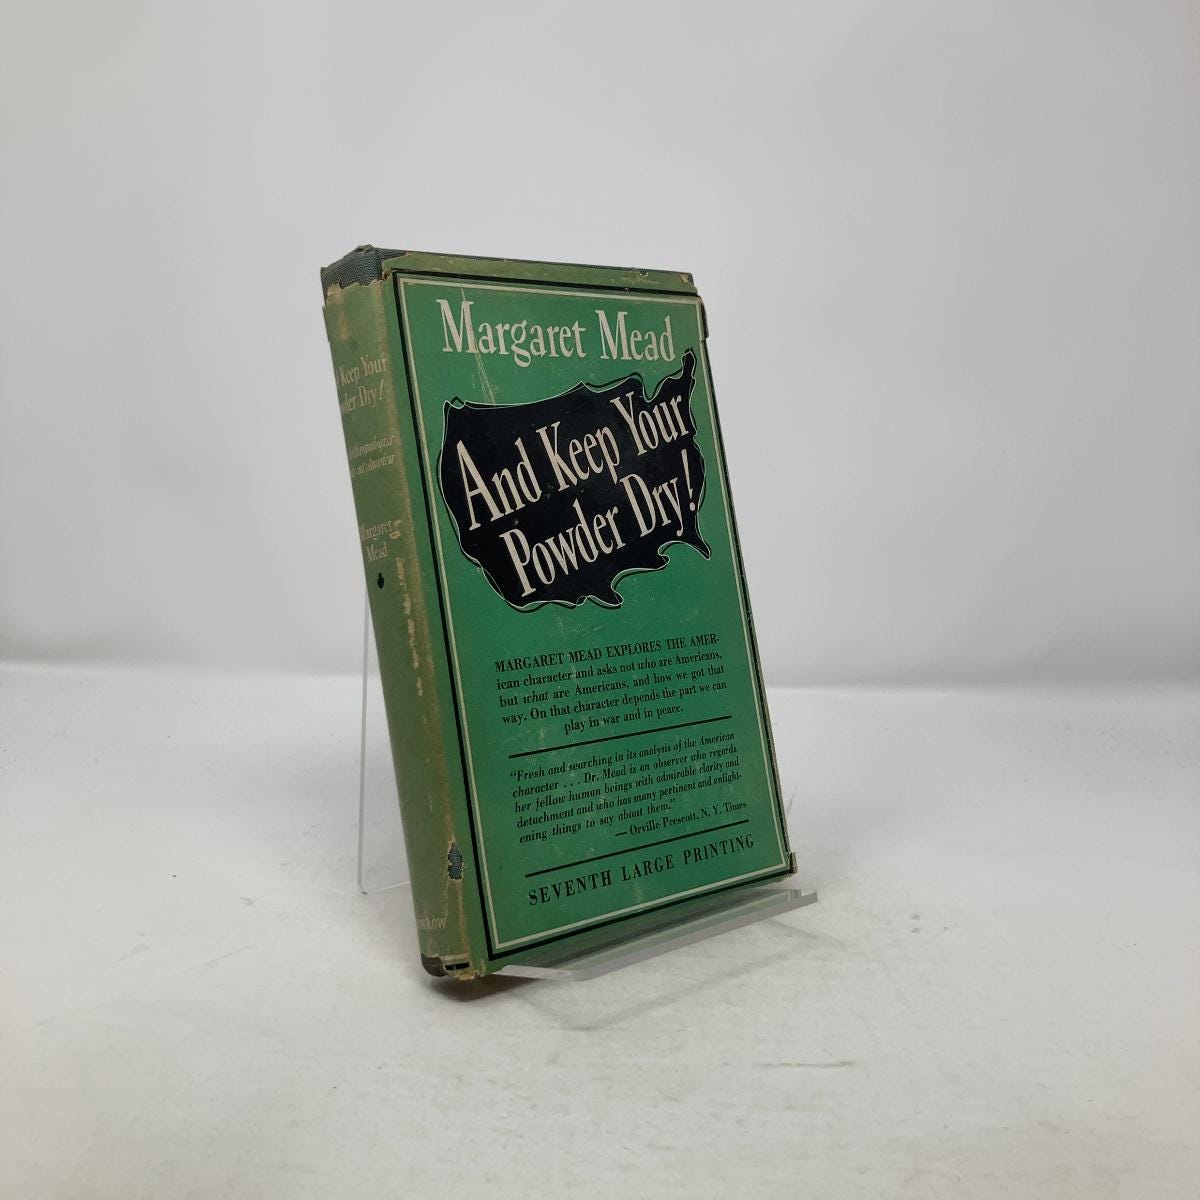 Margaret Mead
And Keep Your
Powder Dry!
MARGARET MEAD EXPLORES THE AMER-
ican character and asks not who are Americans,
but what are Americans, and how we got that
way. On that character depends the part we can
play in war and in peace.
"Fresh and searching in its analysis of the American
character . . . Dr. Mead is an observer who regards
her fellow human beings with admirable clarity and
detachment and who has many pertinent and enlight-
ening things to say about them."
—Orville Prescott, N. Y. Times
SEVENTH LARGE PRINTING
Keep Your
Dry!
America
Margaret
Mead